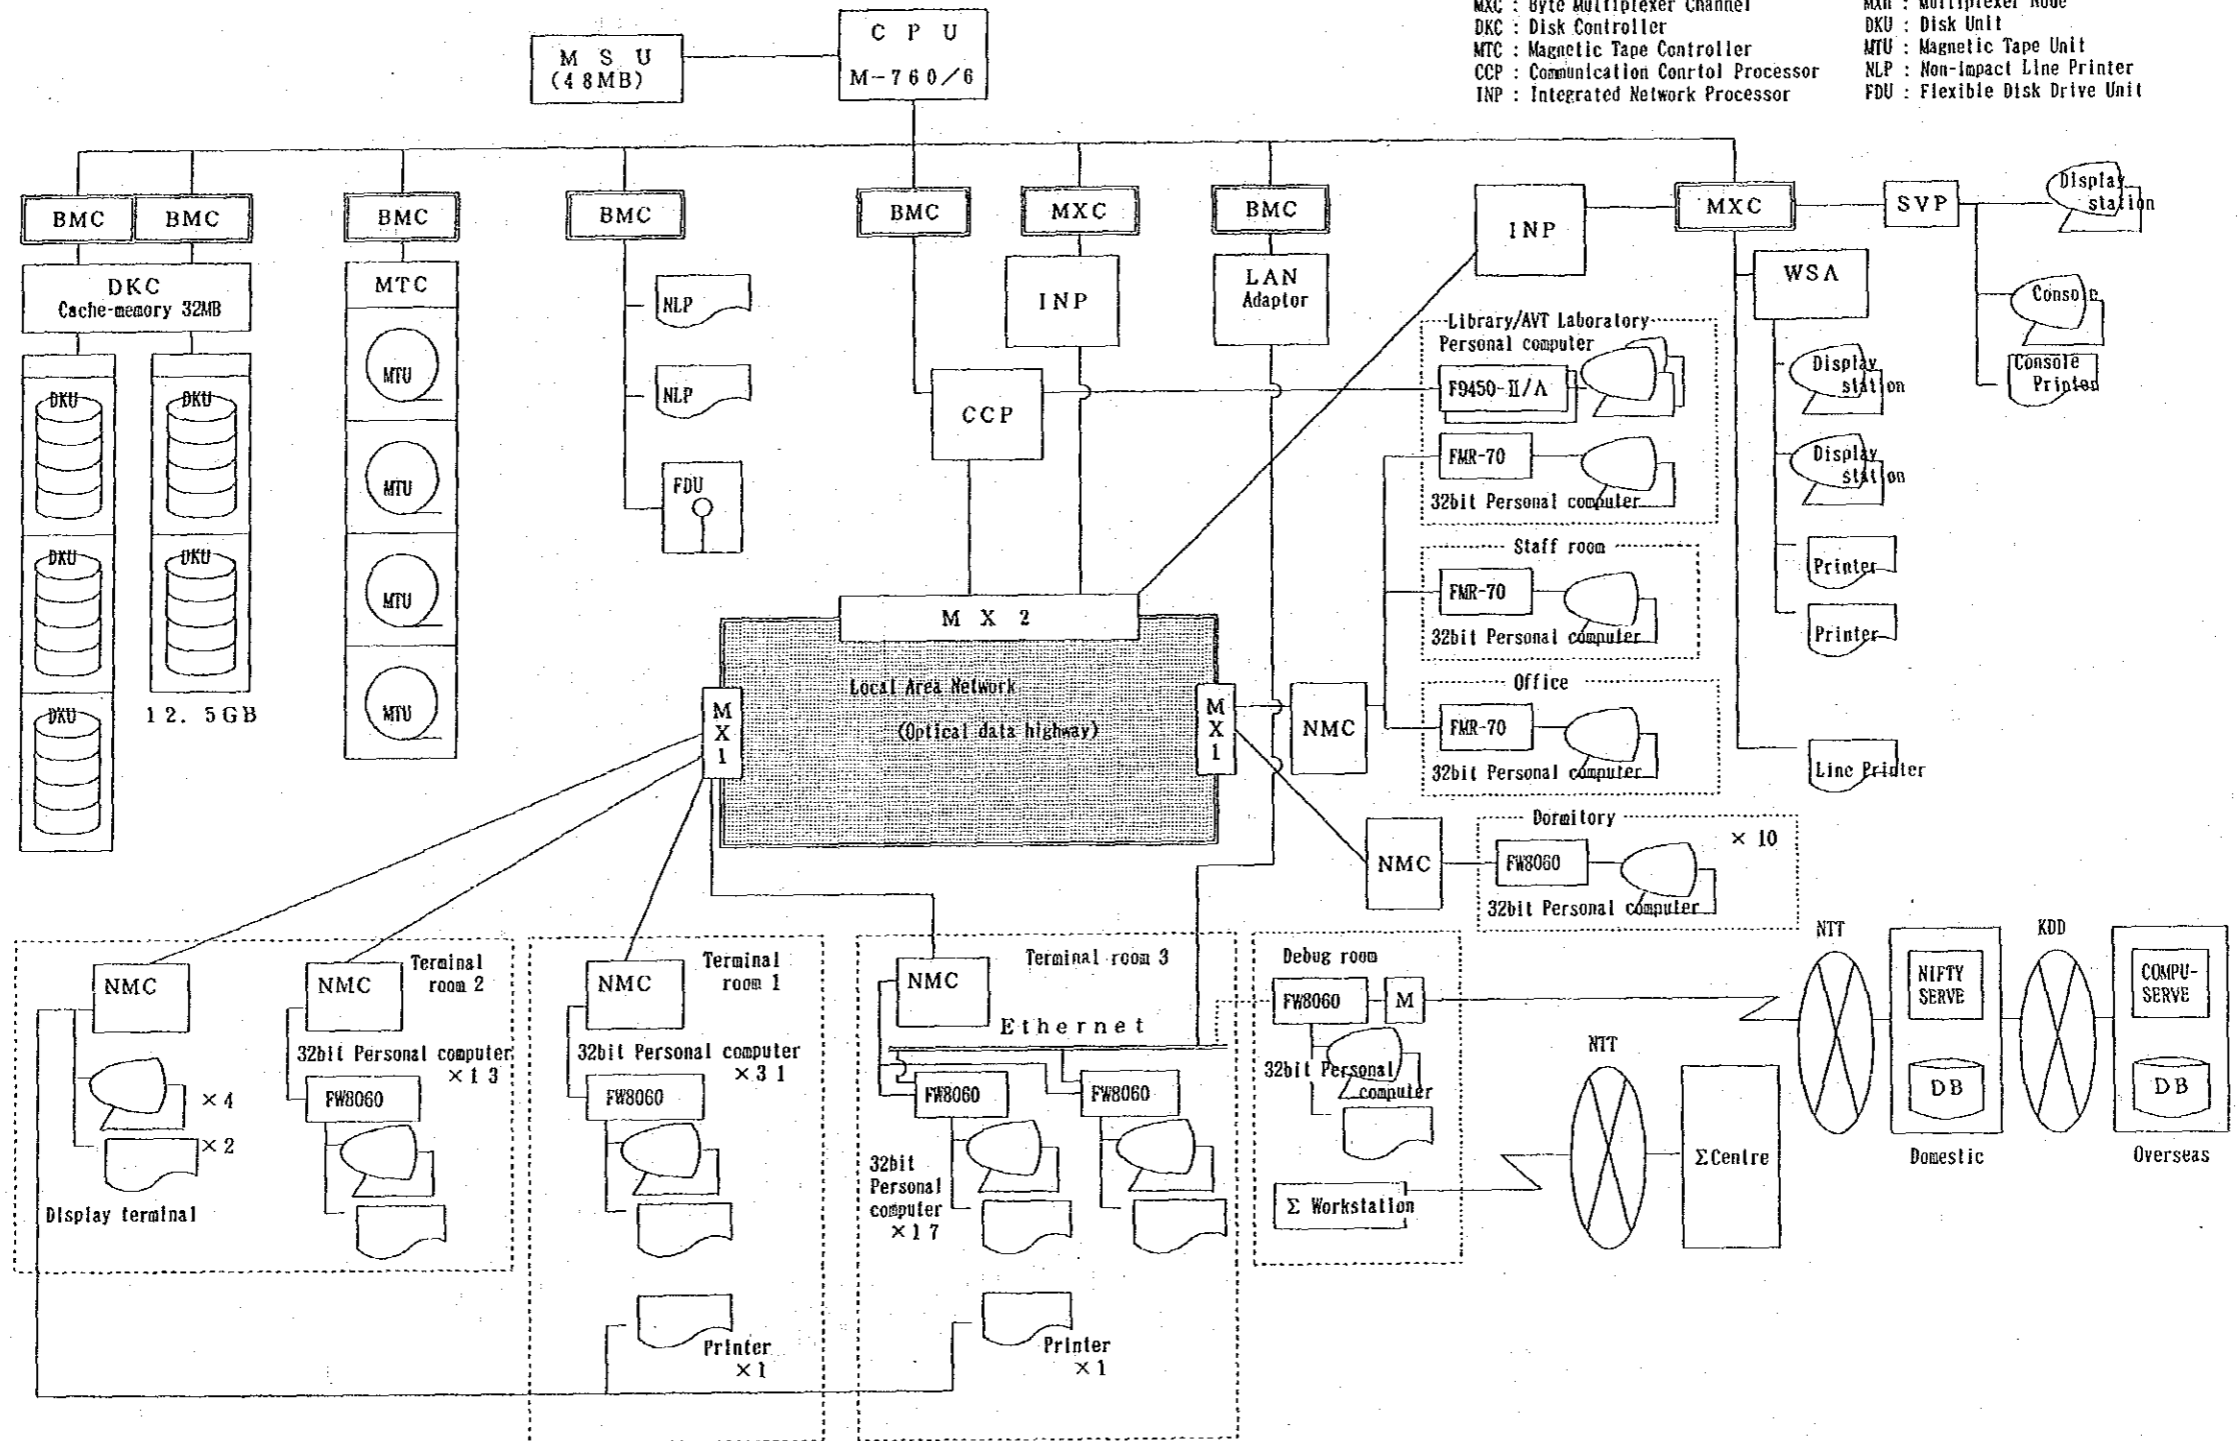 MXC : Byte Multiplexer Channel
MXn : Multiplexer Node
DKC : Disk Controller
DKU : Disk Unit
MTC : Magnetic Tape Controller
MTU : Magnetic Tape Unit
CCP : Communication Conrtol Processor
NLP : Non-impact Line Printer
INP : Integrated Network Processor
FDU : Flexible Disk Drive Unit
CPU
M-760/6
MSU
(48MB)
BMC
BMC
BMC
BMC
BMC
MXC
BMC
INP
MXC
SVP
Display
station
DKC
Cache-memory 32MB
MTC
NLP
INP
LAN
Adaptor
WSA
Console
Console
Printer
NLP
FDU
CCP
Library/AVT Laboratory
Personal computer
F9450-II/A
FMR-70
32bit Personal computer
Display
station
Display
station
Printer
Printer
Line Printer
DKU
DKU
DKU
DKU
DKU
12.5GB
MTU
MTU
MTU
MTU
Staff room
FMR-70
32bit Personal computer
Office
FMR-70
32bit Personal computer
MX2
Local Area Network
(Optical data highway)
MX1
MX1
NMC
NMC
Dormitory
×10
FW8060
32bit Personal computer
NMC
×4
×2
Display terminal
NMC
Terminal
room 2
32bit Personal computer
×13
FW8060
NMC
Terminal
room 1
32bit Personal computer
×31
FW8060
Printer
×1
NMC
Terminal room 3
Ethernet
FW8060
FW8060
32bit
Personal
computer
×17
Printer
×1
Debug room
FW8060
M
32bit Personal
computer
Σ Workstation
NTT
ΣCentre
NTT
NIFTY
SERVE
DB
Domestic
KDD
COMPU-
SERVE
DB
Overseas